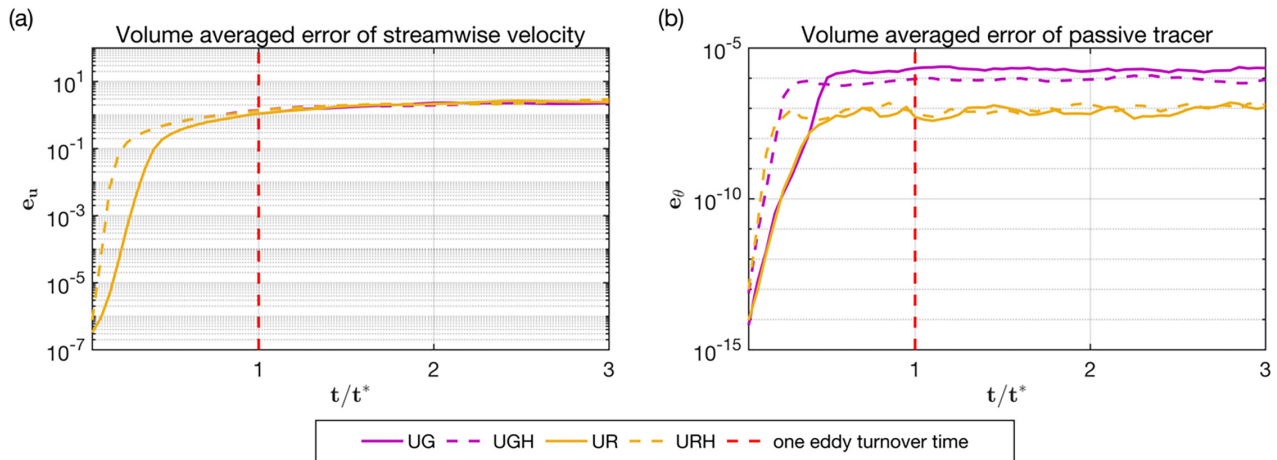 (a)
Volume averaged error of streamwise velocity
10^1
10^-1
10^-3
10^-5
10^-7
e_u
1
2
3
t/t*
(b)
Volume averaged error of passive tracer
10^-5
10^-10
10^-15
e_θ
1
2
3
t/t*
UG UGH UR URH one eddy turnover time